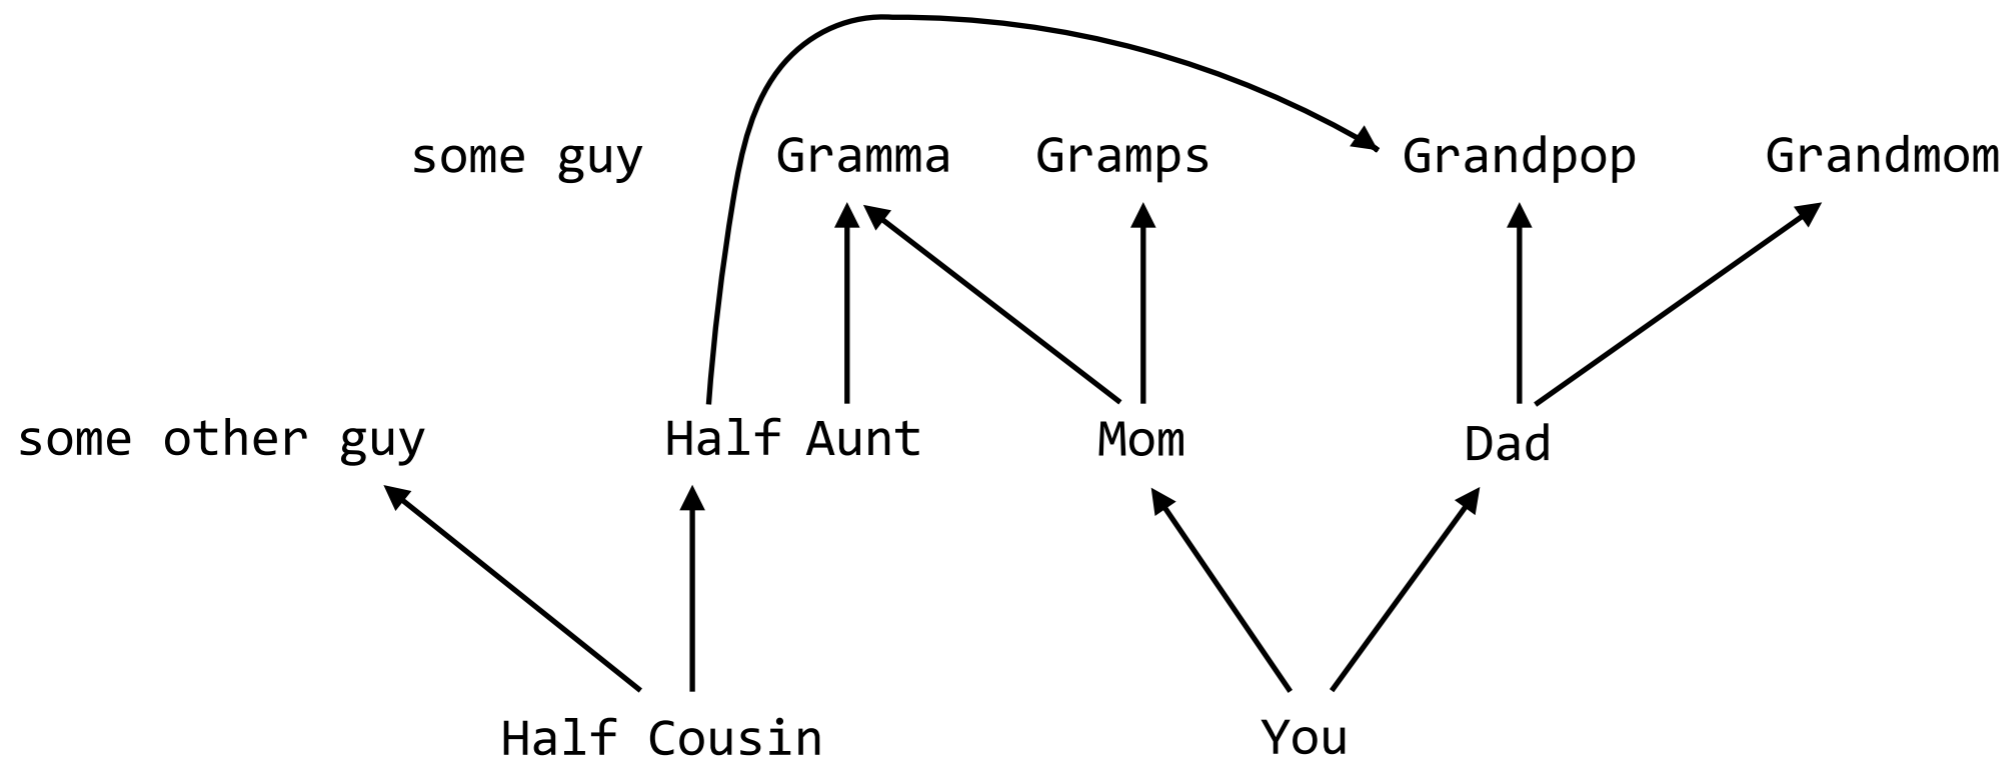 some guy Gramma Gramps Grandpop Grandmom
some other guy Half Aunt Mom Dad
Half Cousin You